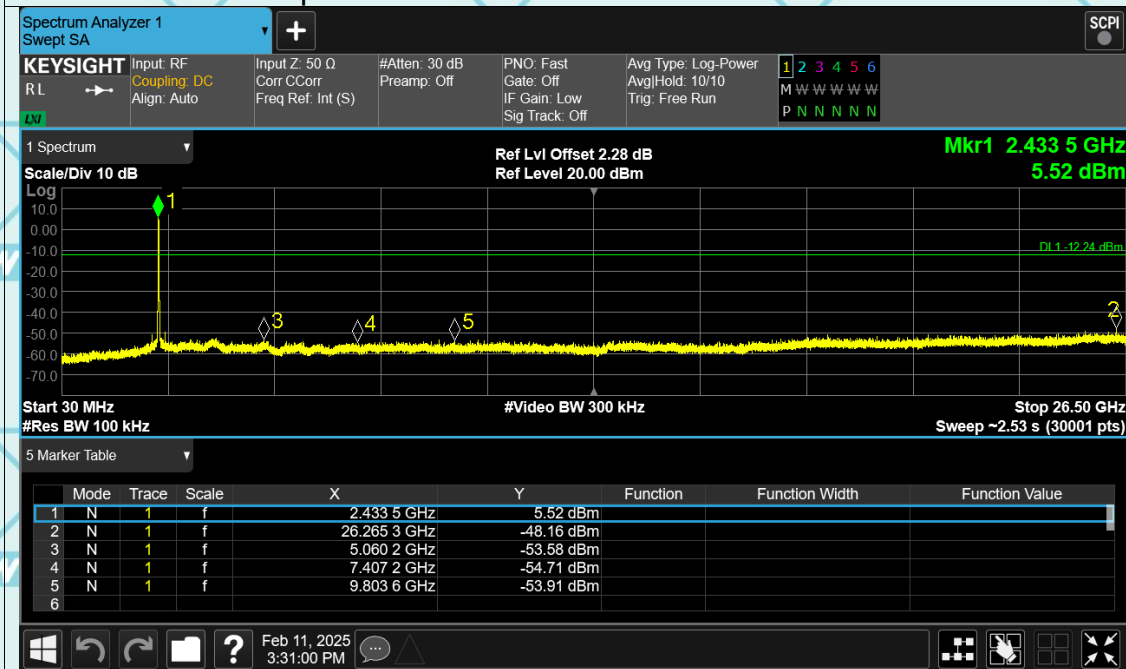 Spectrum Analyzer 1
Swept SA
SCPI
KEYSIGHT
RL
LXI
Input: RF
Coupling: DC
Align: Auto
Input Z: 50 Ω
Corr CCorr
Freq Ref: Int (S)
#Atten: 30 dB
Preamp: Off
PNO: Fast
Gate: Off
IF Gain: Low
Sig Track: Off
Avg Type: Log-Power
Avg|Hold: 10/10
Trig: Free Run
1 2 3 4 5 6
M W W W W W
P N N N N N
1 Spectrum
Scale/Div 10 dB
Ref Lvl Offset 2.28 dB
Ref Level 20.00 dBm
Mkr1 2.433 5 GHz
5.52 dBm
Log
10.0
0.00
-10.0
-20.0
-30.0
-40.0
-50.0
-60.0
-70.0
1
DL1 -12.24 dBm
3
4
5
2
Start 30 MHz
#Res BW 100 kHz
#Video BW 300 kHz
Stop 26.50 GHz
Sweep ~2.53 s (30001 pts)
5 Marker Table
Mode Trace Scale X Y Function Function Width Function Value
1 N 1 f 2.433 5 GHz 5.52 dBm
2 N 1 f 26.265 3 GHz -48.16 dBm
3 N 1 f 5.060 2 GHz -53.58 dBm
4 N 1 f 7.407 2 GHz -54.71 dBm
5 N 1 f 9.803 6 GHz -53.91 dBm
6
?
Feb 11, 2025
3:31:00 PM